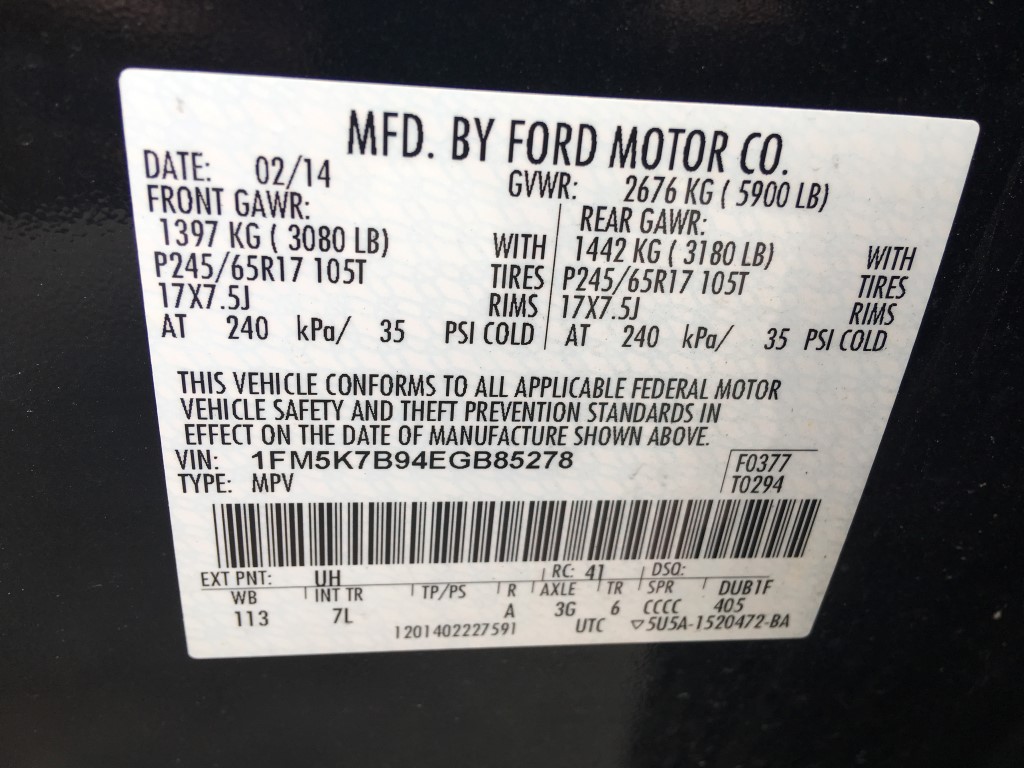 MFD. BY FORD MOTOR CO.
DATE: 02/14 GVWR: 2676 KG ( 5900 LB)
FRONT GAWR: REAR GAWR:
1397 KG ( 3080 LB) WITH 1442 KG ( 3180 LB) WITH
P245/65R17 105T TIRES P245/65R17 105T TIRES
17X7.5J RIMS 17X7.5J RIMS
AT 240 kPa/ 35 PSI COLD AT 240 kPa/ 35 PSI COLD
THIS VEHICLE CONFORMS TO ALL APPLICABLE FEDERAL MOTOR
VEHICLE SAFETY AND THEFT PREVENTION STANDARDS IN
EFFECT ON THE DATE OF MANUFACTURE SHOWN ABOVE.
VIN: 1FM5K7B94EGB85278 F0377
TYPE: MPV T0294
EXT PNT: UH RC: 41 DSO:
WB INT TR TP/PS R AXLE TR SPR DUB1F
113 7L A 3G 6 CCCC 405
1201402227591 UTC ▽5U5A-1520472-BA